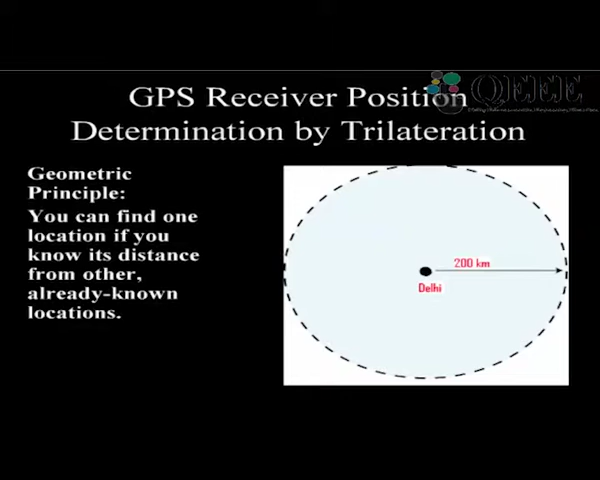 QEEE
GPS Receiver Position
Determination by Trilateration
Geometric
Principle:
You can find one
location if you
know its distance
from other,
already-known
locations.
200 km
Delhi